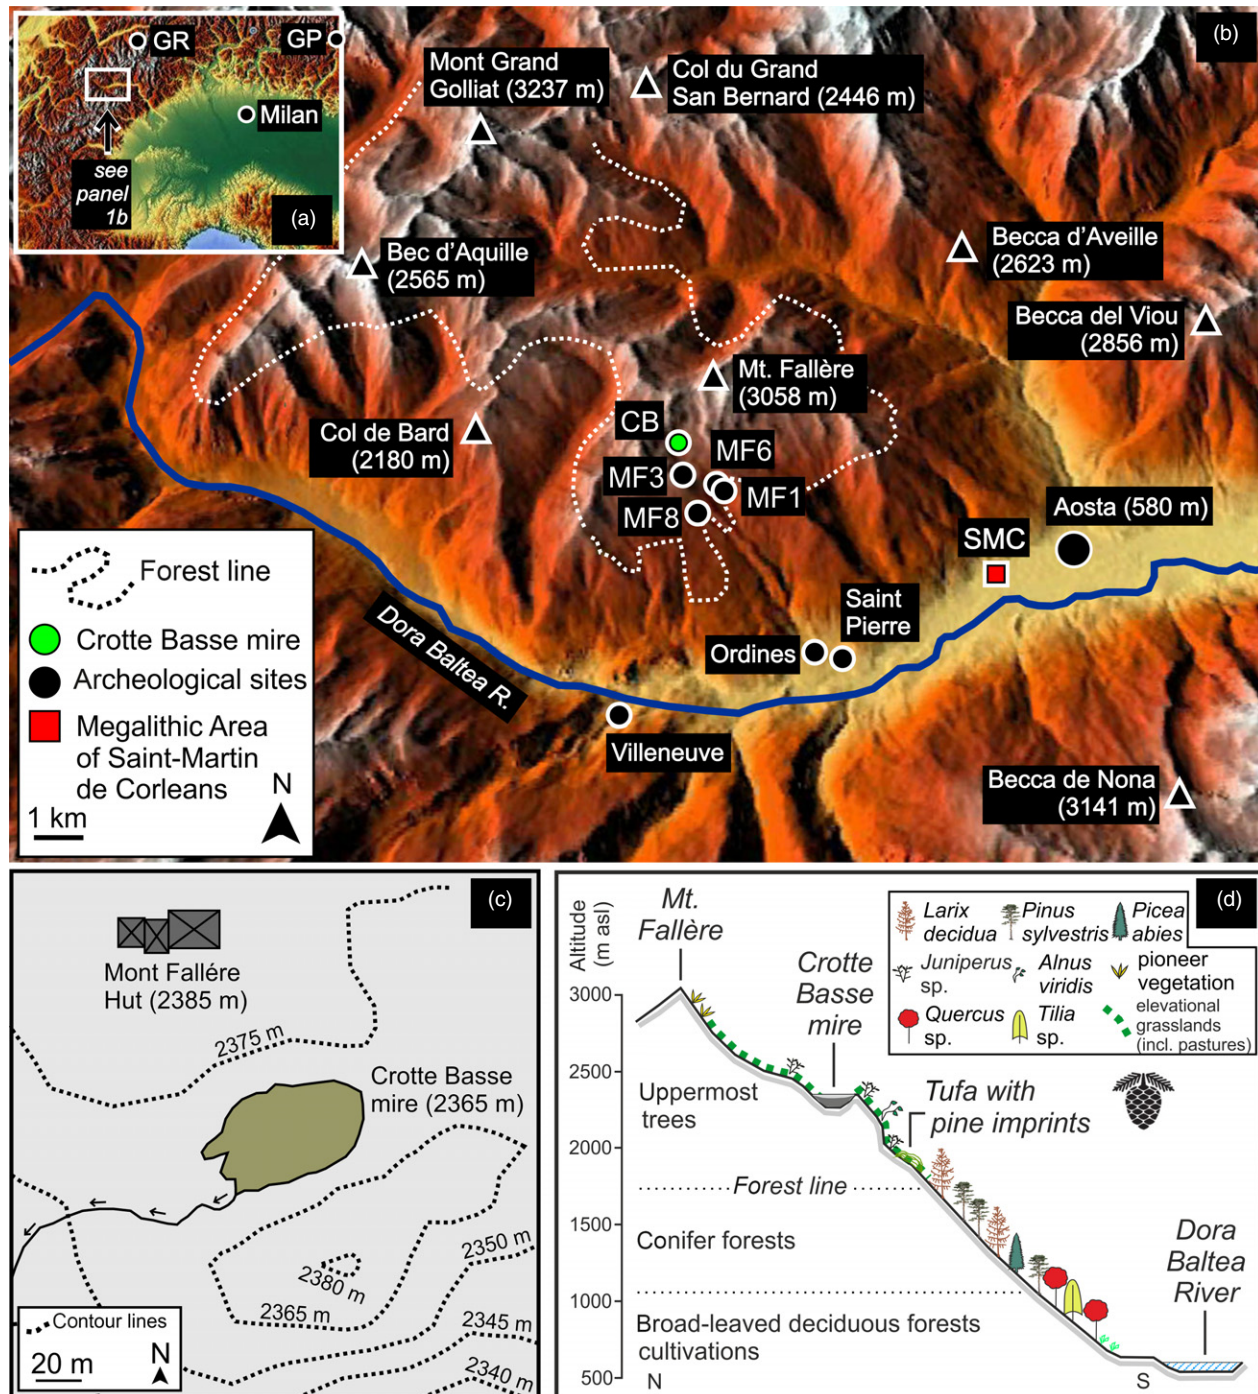 GR
GP
Milan
see
panel
1b
(a)
(b)
Mont Grand
Golliat (3237 m)
Col du Grand
San Bernard (2446 m)
Bec d'Aquille
(2565 m)
Becca d'Aveille
(2623 m)
Becca del Viou
(2856 m)
Mt. Fallère
(3058 m)
Col de Bard
(2180 m)
CB
MF6
MF3
MF1
MF8
Aosta (580 m)
SMC
Saint
Pierre
Ordines
Dora Baltea R.
Villeneuve
Becca de Nona
(3141 m)
Forest line
Crotte Basse mire
Archeological sites
Megalithic Area
of Saint-Martin
de Corleans
N
1 km
(c)
Mont Fallére
Hut (2385 m)
2375 m
Crotte Basse
mire (2365 m)
2350 m
2380 m
2365 m
2345 m
2340 m
Contour lines
20 m
N
(d)
Altitude
(m asl)
Mt.
Fallère
Crotte
Basse
mire
Larix
decidua
Pinus
sylvestris
Picea
abies
Juniperus
sp.
Alnus
viridis
pioneer
vegetation
Quercus
sp.
Tilia
sp.
elevational
grasslands
(incl. pastures)
3000
2500
Uppermost
trees
Tufa with
pine imprints
2000
Forest line
1500
Conifer forests
Dora
Baltea
River
1000
Broad-leaved deciduous forests
cultivations
500
N
S